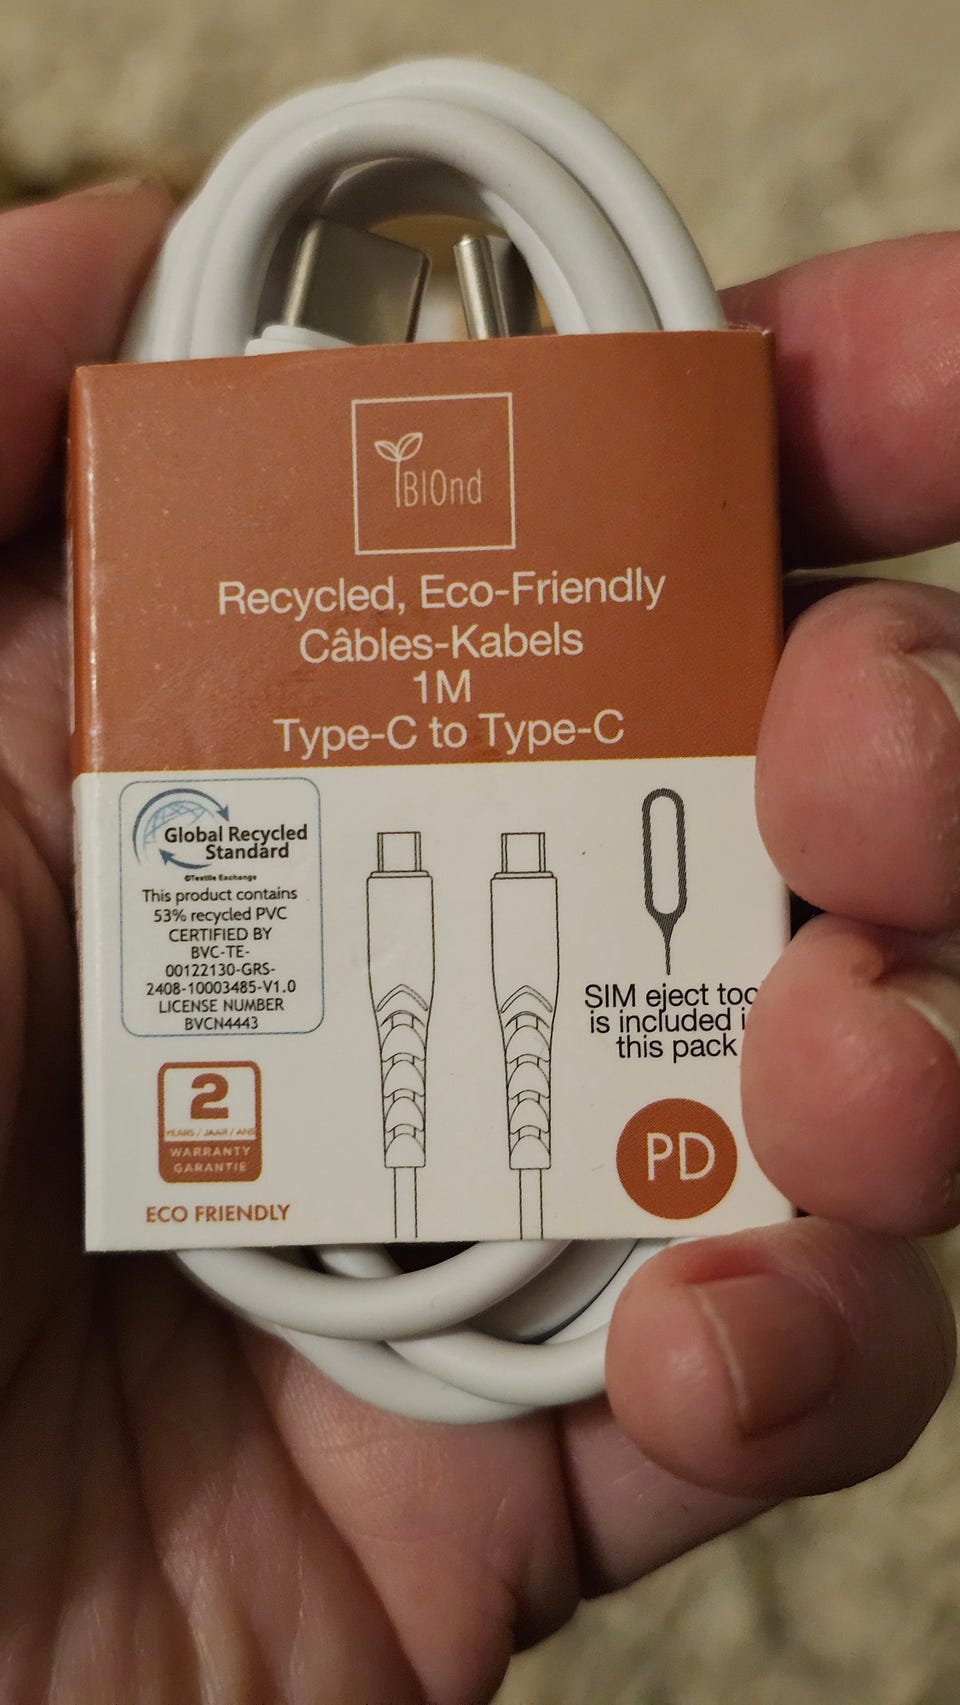 BIOnd
Recycled, Eco-Friendly
Câbles-Kabels
1M
Type-C to Type-C
Global Recycled
Standard
©Textile Exchange
This product contains
53% recycled PVC
CERTIFIED BY
BVC-TE-
00122130-GRS-
2408-10003485-V1.0
LICENSE NUMBER
BVCN4443
SIM eject too
is included i
this pack
2
YEARS / JAAR / ANS
WARRANTY
GARANTIE
ECO FRIENDLY
PD